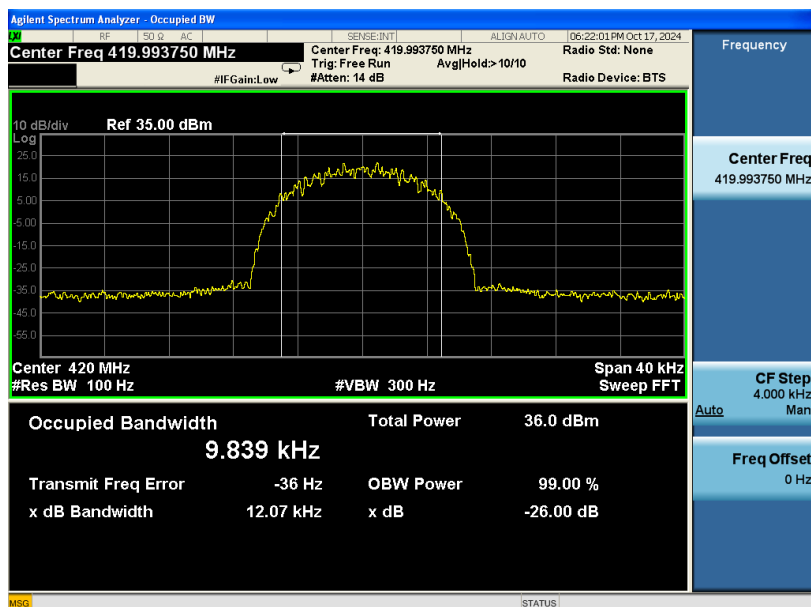 Agilent Spectrum Analyzer - Occupied BW
LXI RF 50 Ω AC SENSE:INT ALIGN AUTO 06:22:01 PM Oct 17, 2024
Center Freq 419.993750 MHz
Center Freq: 419.993750 MHz Radio Std: None
Trig: Free Run Avg|Hold:> 10/10
#IFGain:Low #Atten: 14 dB Radio Device: BTS
10 dB/div Ref 35.00 dBm
Log
25.0
15.0
5.00
-5.00
-15.0
-25.0
-35.0
-45.0
-55.0
Center 420 MHz Span 40 kHz
#Res BW 100 Hz #VBW 300 Hz Sweep FFT
Occupied Bandwidth Total Power 36.0 dBm
9.839 kHz
Transmit Freq Error -36 Hz OBW Power 99.00 %
x dB Bandwidth 12.07 kHz x dB -26.00 dB
MSG STATUS
Frequency
Center Freq
419.993750 MHz
CF Step
4.000 kHz
Auto Man
Freq Offset
0 Hz